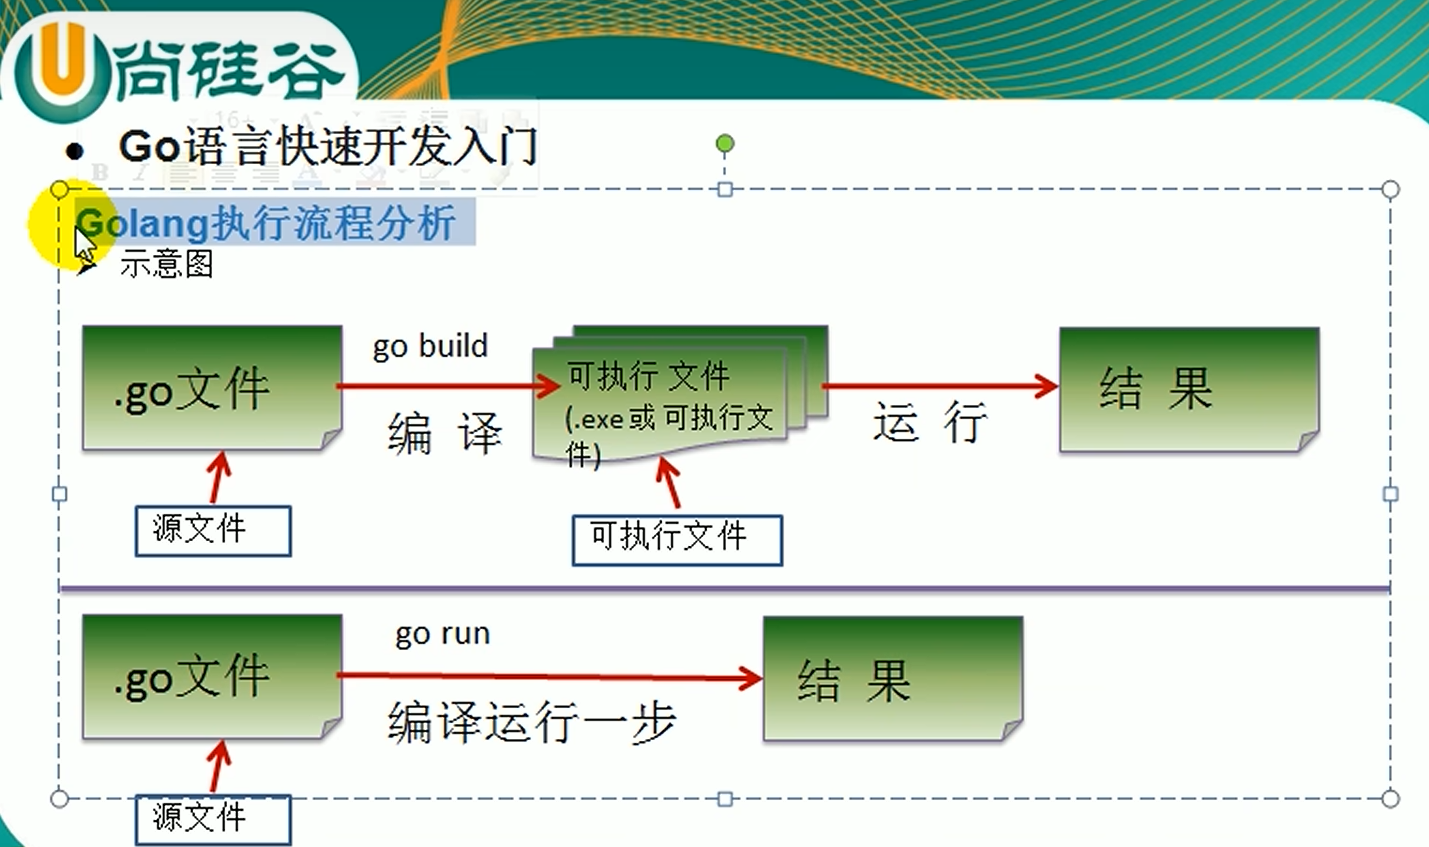 尚硅谷
16
Go语言快速开发入门
B I A
Golang执行流程分析
示意图
.go文件
go build
编 译
可执行 文件
(.exe或 可执行文
件)
运 行
结 果
源文件
可执行文件
.go文件
go run
编译运行一步
结 果
源文件